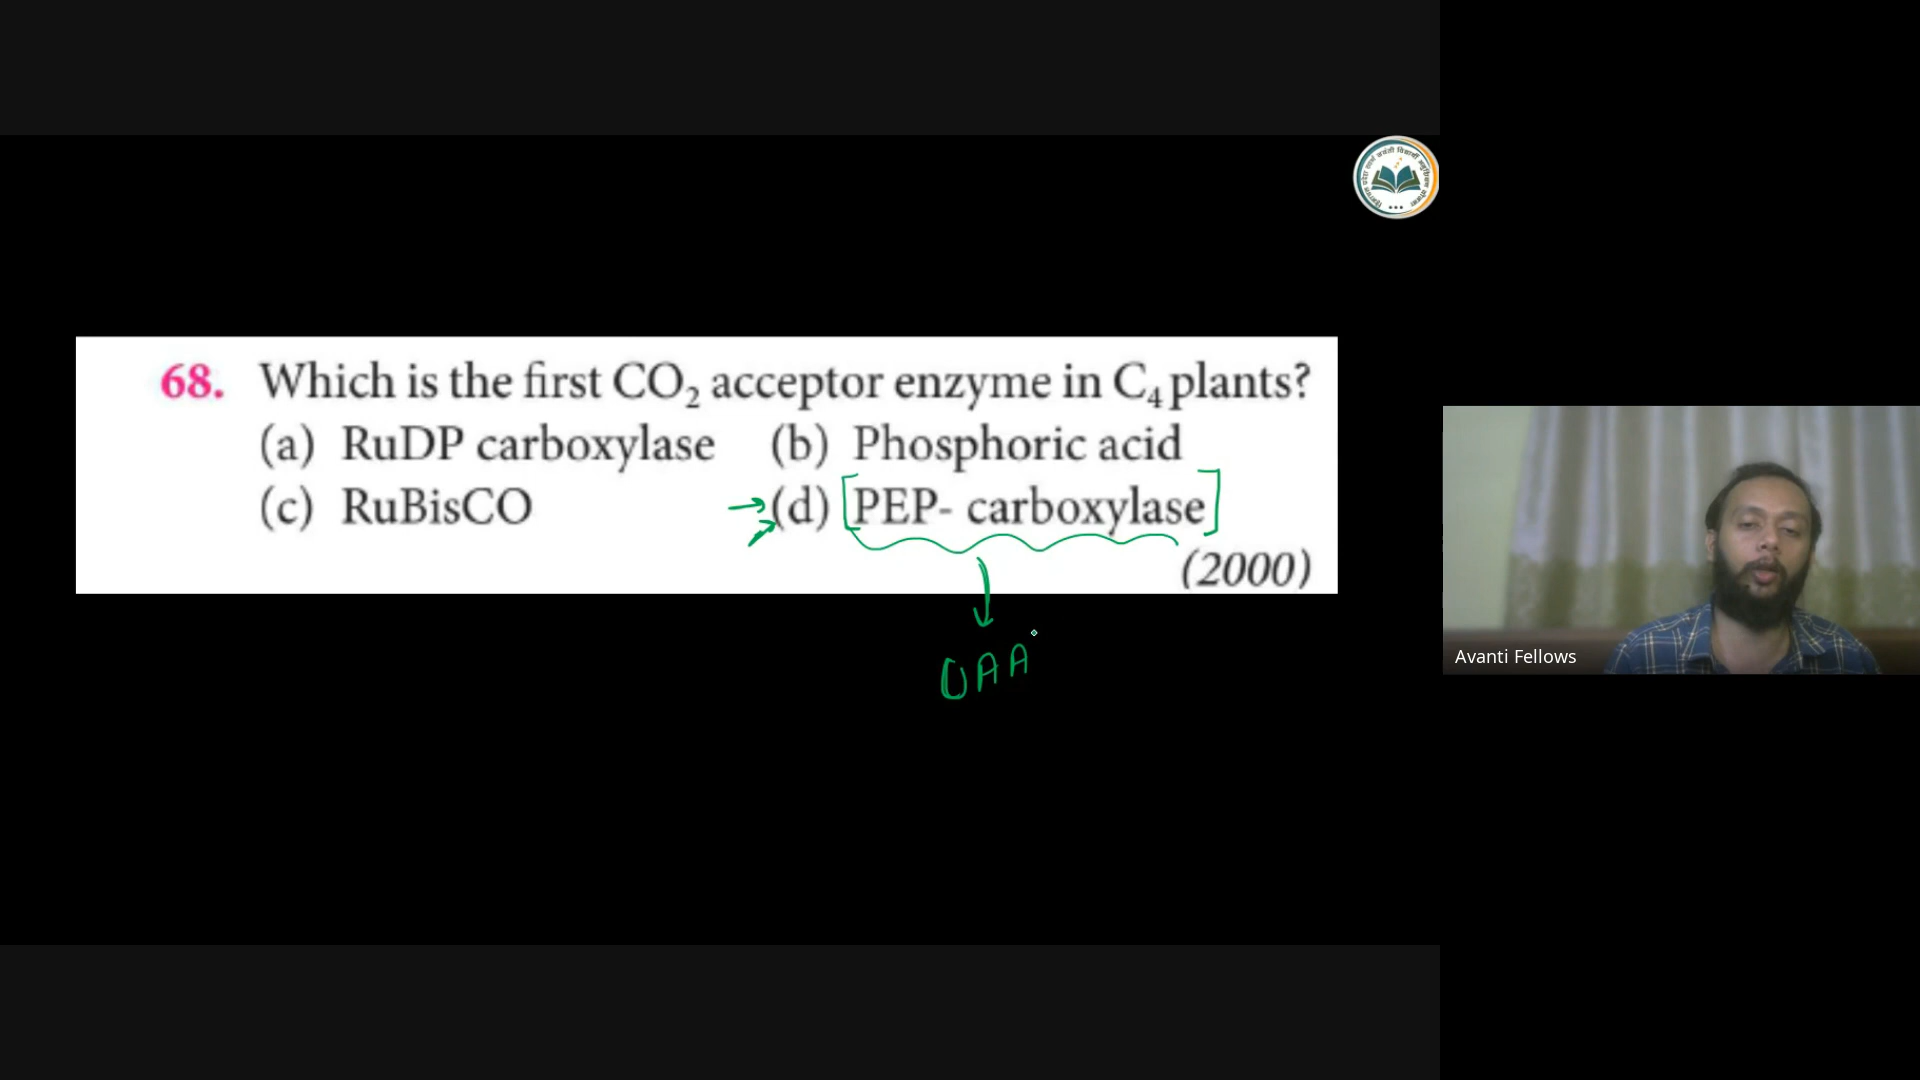 68. Which is the first CO₂ acceptor enzyme in C₄ plants?
(a) RuDP carboxylase (b) Phosphoric acid
(c) RuBisCO → (d) [PEP- carboxylase]
(2000)
OAA
Avanti Fellows